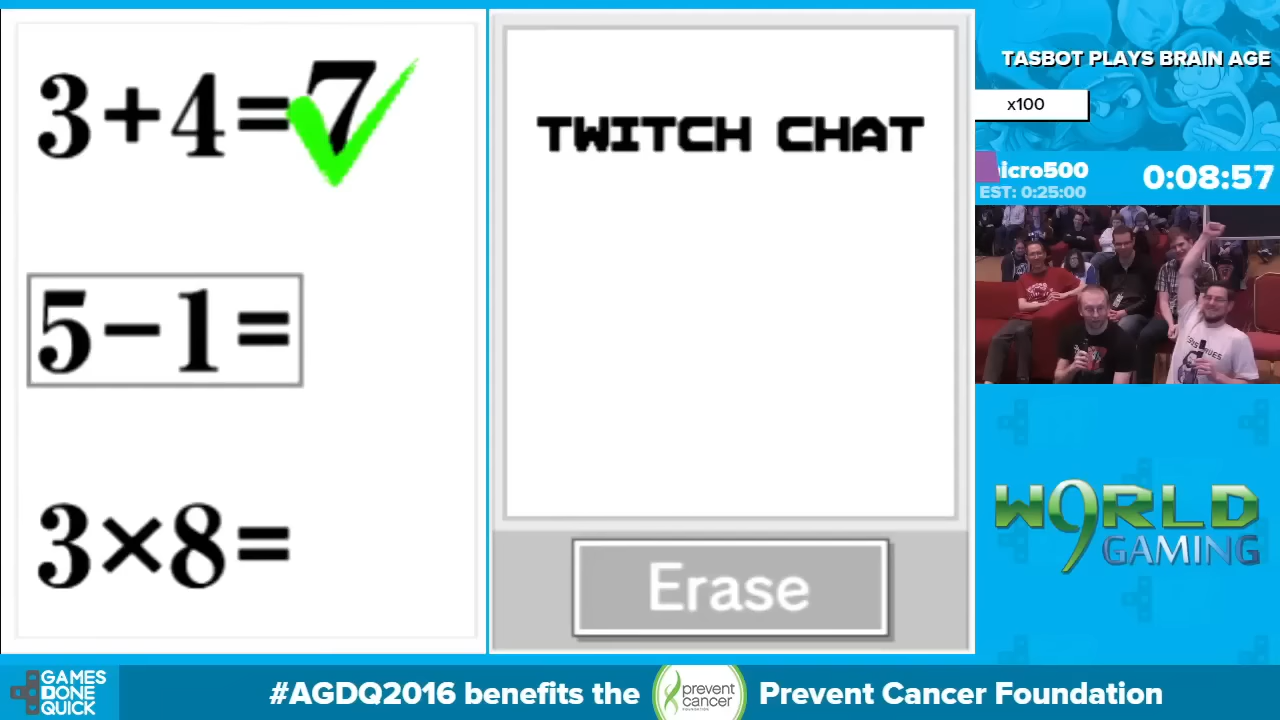 3+4=7
5−1=
3×8=
TWITCH CHAT
Erase
TASBOT PLAYS BRAIN AGE
x100
icro500
EST: 0:25:00
0:08:57
W9RLD
GAMING
GAMES
DONE
QUICK
#AGDQ2016 benefits the
prevent
cancer
FOUNDATION
Prevent Cancer Foundation